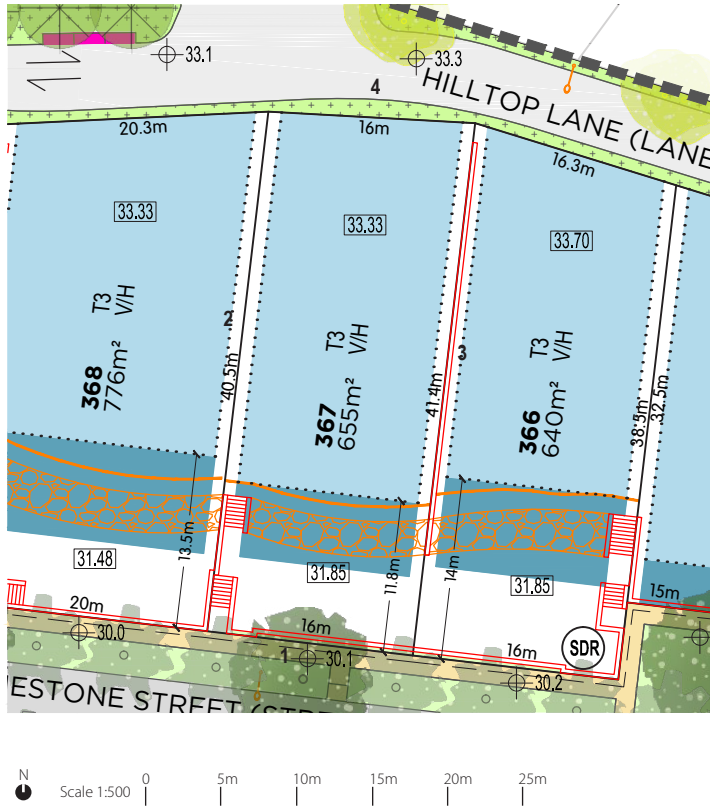 33.1
33.3
4
HILLTOP LANE (LANE
20.3m
16m
16.3m
33.33
33.33
33.70
T3
V/H
T3
V/H
T3
V/H
2
3
368
776m²
367
655m²
366
640m²
40.5m
41.4m
38.5m
32.5m
13.5m
11.8m
14m
31.48
31.85
31.85
20m
16m
16m
15m
SDR
30.0
1
30.1
30.2
ESTONE STREET (STRE
N
Scale 1:500
0
5m
10m
15m
20m
25m